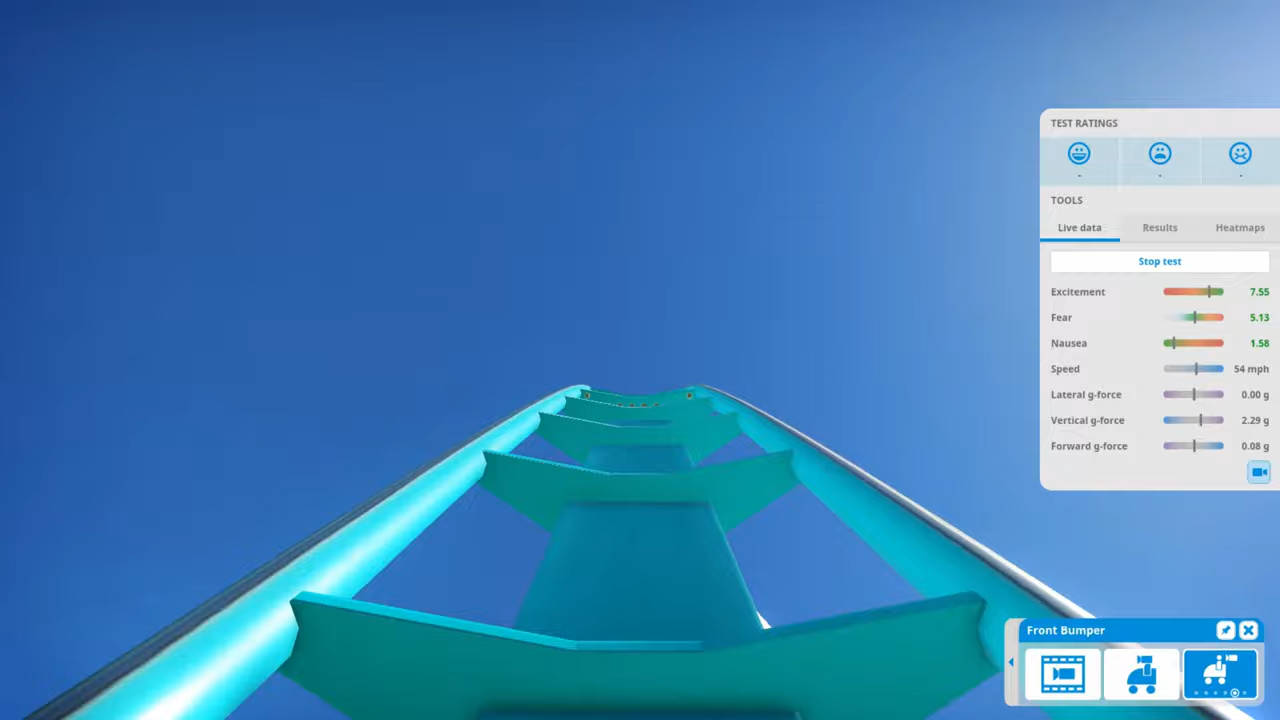 TEST RATINGS
- - -
TOOLS
Live data Results Heatmaps
Stop test
Excitement 7.55
Fear 5.13
Nausea 1.58
Speed 54 mph
Lateral g-force 0.00 g
Vertical g-force 2.29 g
Forward g-force 0.08 g
Front Bumper